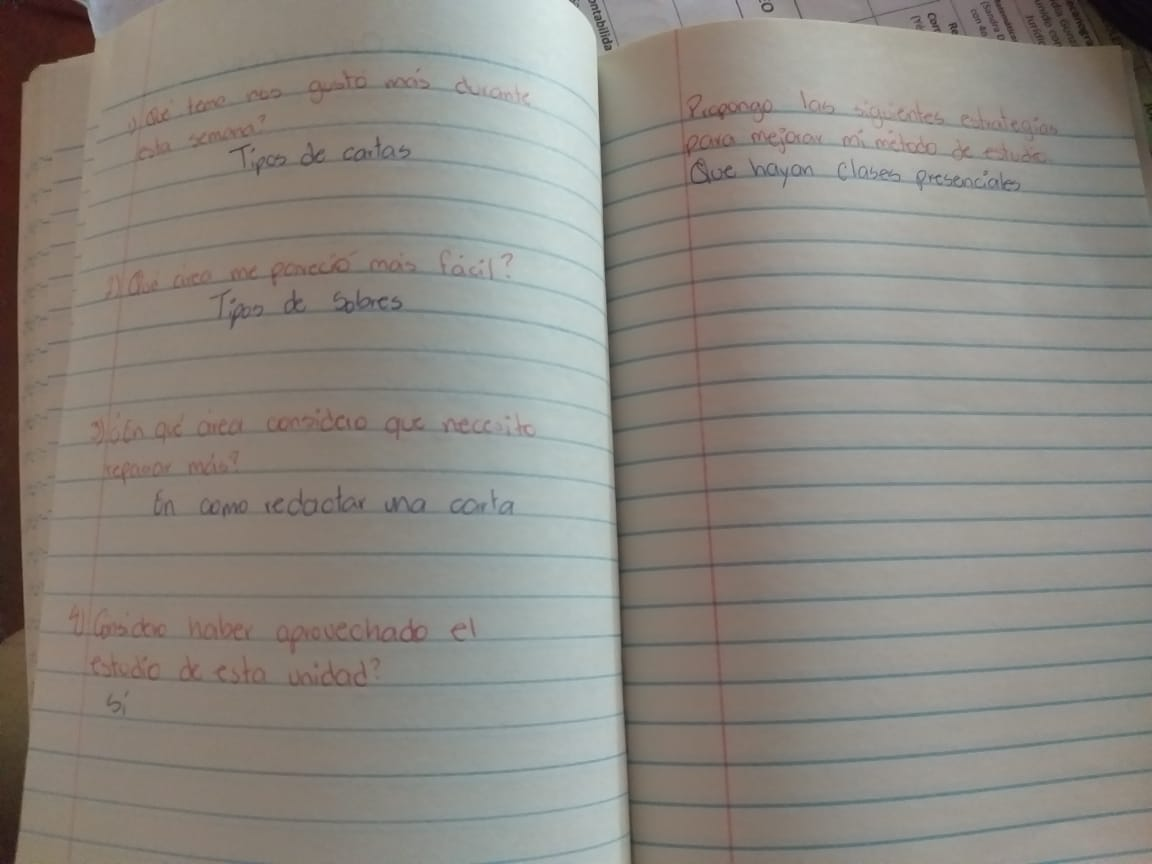 1) Qué tema nos gustó más durante
esta semana?
Tipos de cartas
2) Qué área me pareció más fácil?
Tipos de Sobres
3) ¿En qué área considero que necesito
repasar más?
En como redactar una carta
4) Considero haber aprovechado el
estudio de esta unidad?
Sí
Propongo las siguientes estrategias
para mejorar mi método de estudio
Que hayan clases presenciales
ontabilida
CO